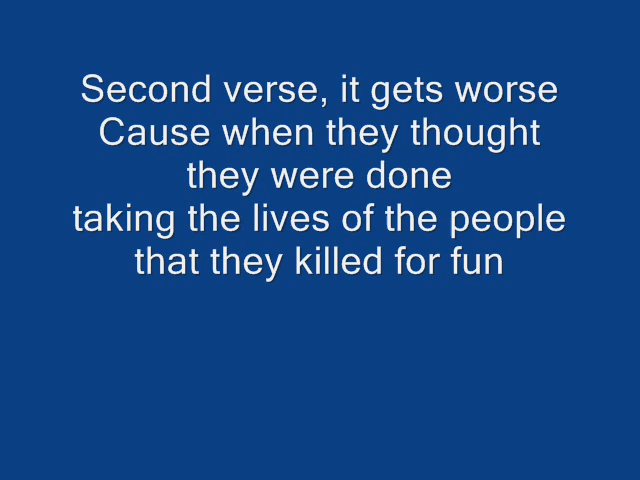 Second verse, it gets worse
Cause when they thought
they were done
taking the lives of the people
that they killed for fun